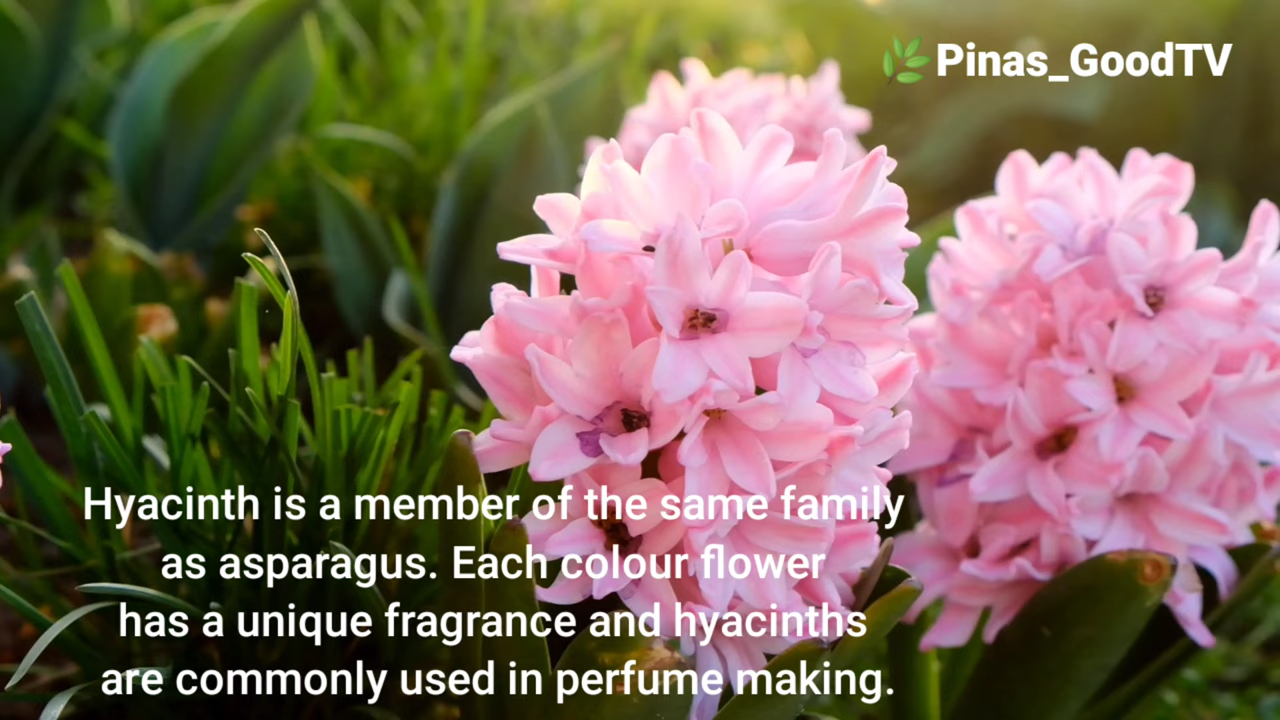 Pinas_GoodTV
Hyacinth is a member of the same family
as asparagus. Each colour flower
has a unique fragrance and hyacinths
are commonly used in perfume making.